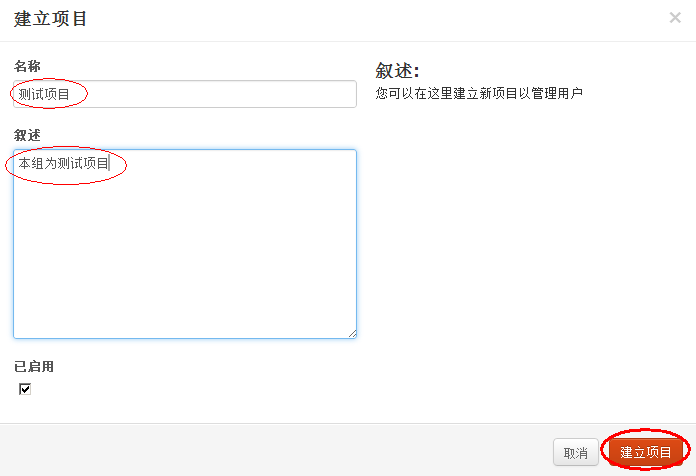 建立项目
×
名称
测试项目
叙述
本组为测试项目
已启用
叙述:
您可以在这里建立新项目以管理用户
取消
建立项目